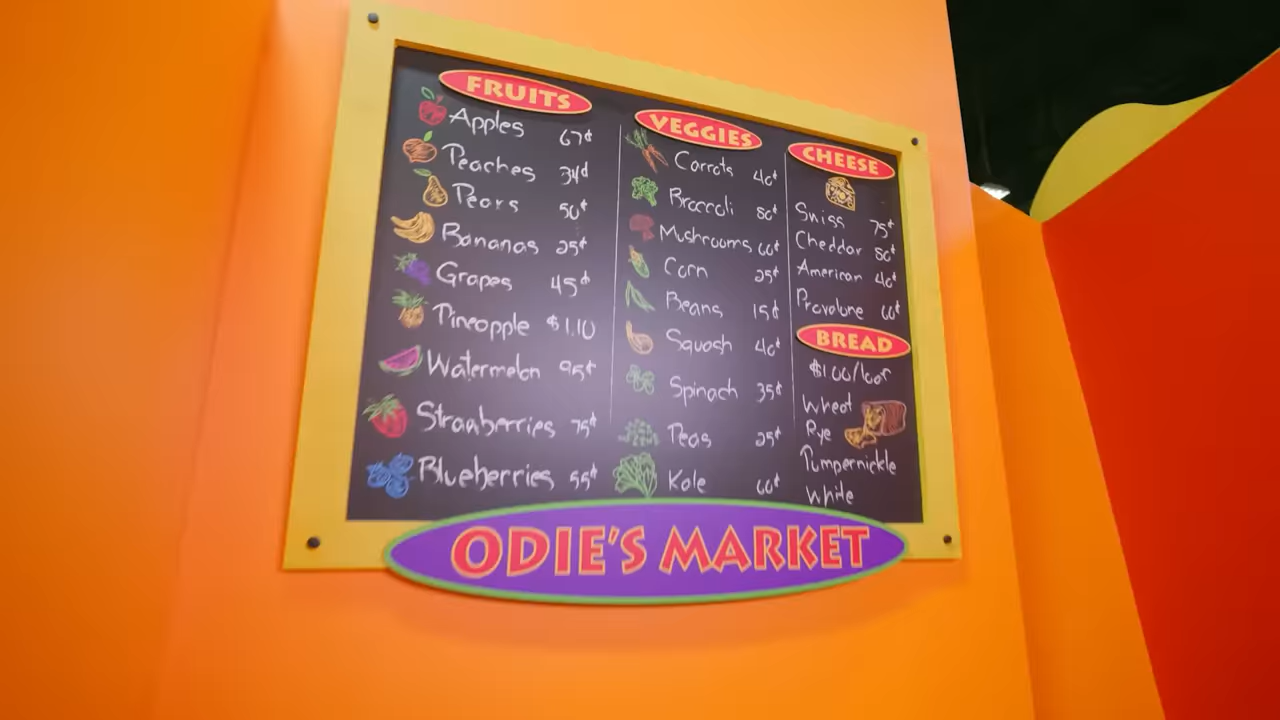 FRUITS
Apples 67¢
Peaches 34¢
Pears 50¢
Bananas 25¢
Grapes 45¢
Pineapple $1.10
Watermelon 95¢
Strawberries 75¢
Blueberries 55¢
VEGGIES
Carrots 40¢
Broccoli 80¢
Mushrooms 60¢
Corn 25¢
Beans 15¢
Squash 40¢
Spinach 35¢
Peas 25¢
Kale 60¢
CHEESE
Swiss 75¢
Cheddar 80¢
American 40¢
Provolone 60¢
BREAD
$1.00/loaf
Wheat
Rye
Pumpernickle
White
ODIE'S MARKET